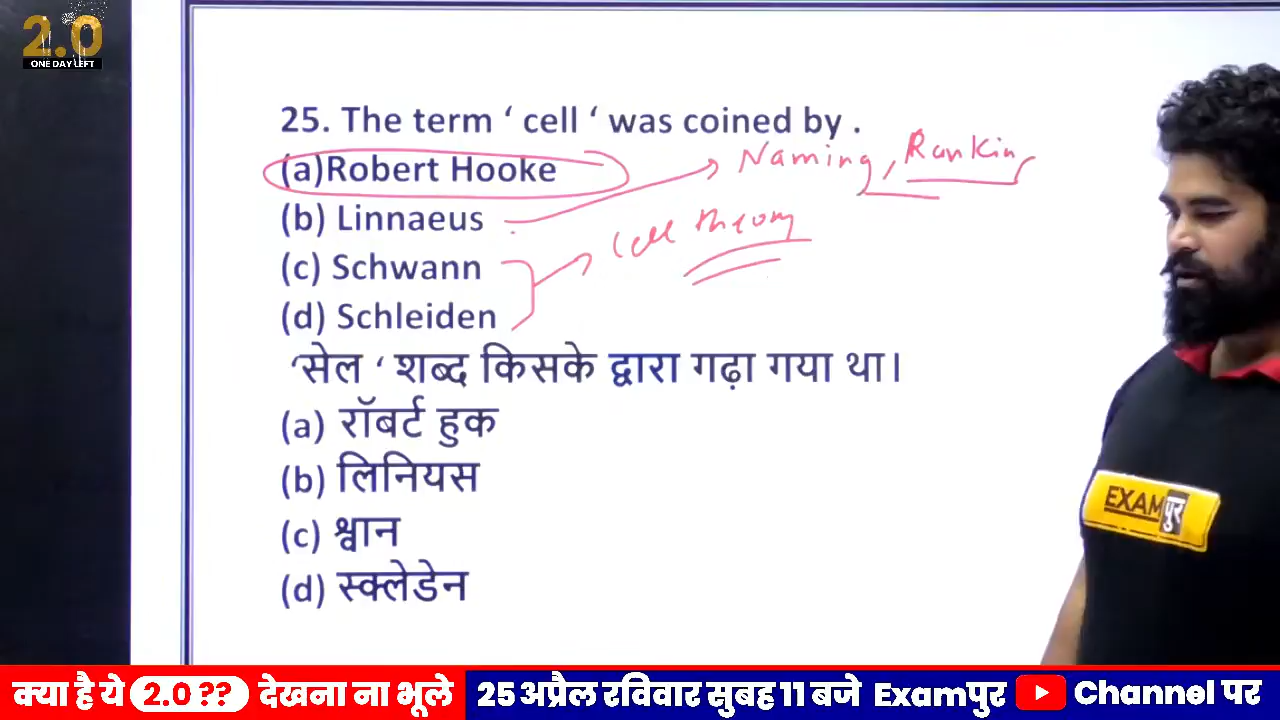 2.0
ONE DAY LEFT
25. The term ‘ cell ‘ was coined by .
(a)Robert Hooke
Naming, Rankin
(b) Linnaeus
Cell Theory
(c) Schwann
(d) Schleiden
‘सेल ‘ शब्द किसके द्वारा गढ़ा गया था।
(a) रॉबर्ट हुक
(b) लिनियस
(c) श्वान
(d) स्क्लेडेन
EXAMपुर
क्या है ये 2.0 ?? देखना ना भूले 25 अप्रैल रविवार सुबह 11 बजे Examपुर Channel पर